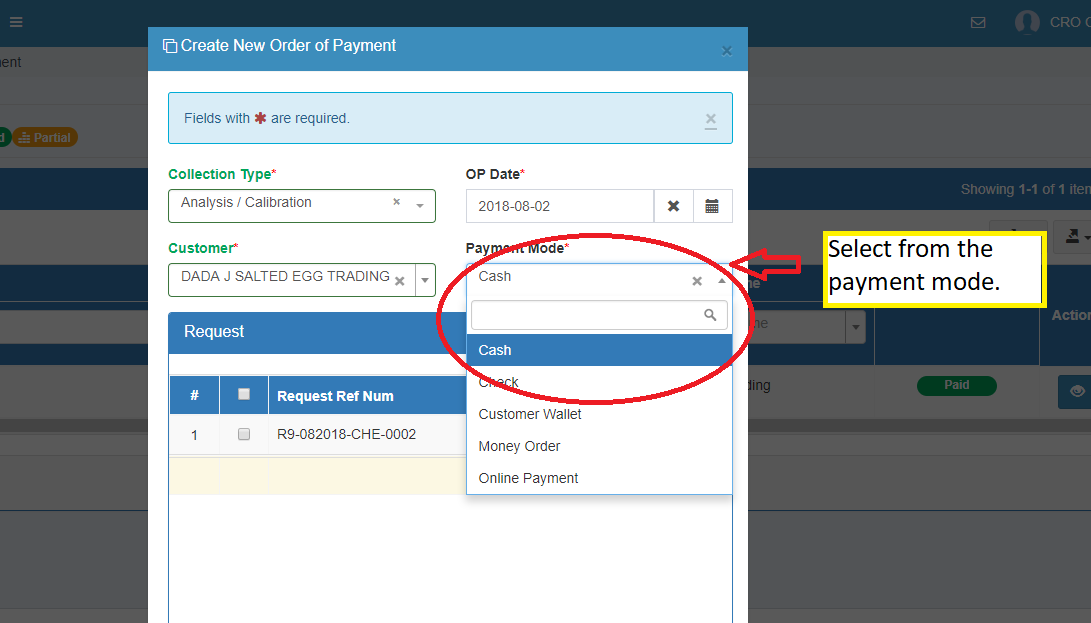 CRO
Create New Order of Payment
×
ent
Fields with * are required.
×
d
Partial
Collection Type*
OP Date*
Showing 1-1 of 1 item
Analysis / Calibration
×
2018-08-02
Customer*
Payment Mode*
Select from the
payment mode.
DADA J SALTED EGG TRADING
×
Cash
×
Request
Action
Cash
Check
ding
Paid
#
Request Ref Num
Customer Wallet
1
R9-082018-CHE-0002
Money Order
Online Payment